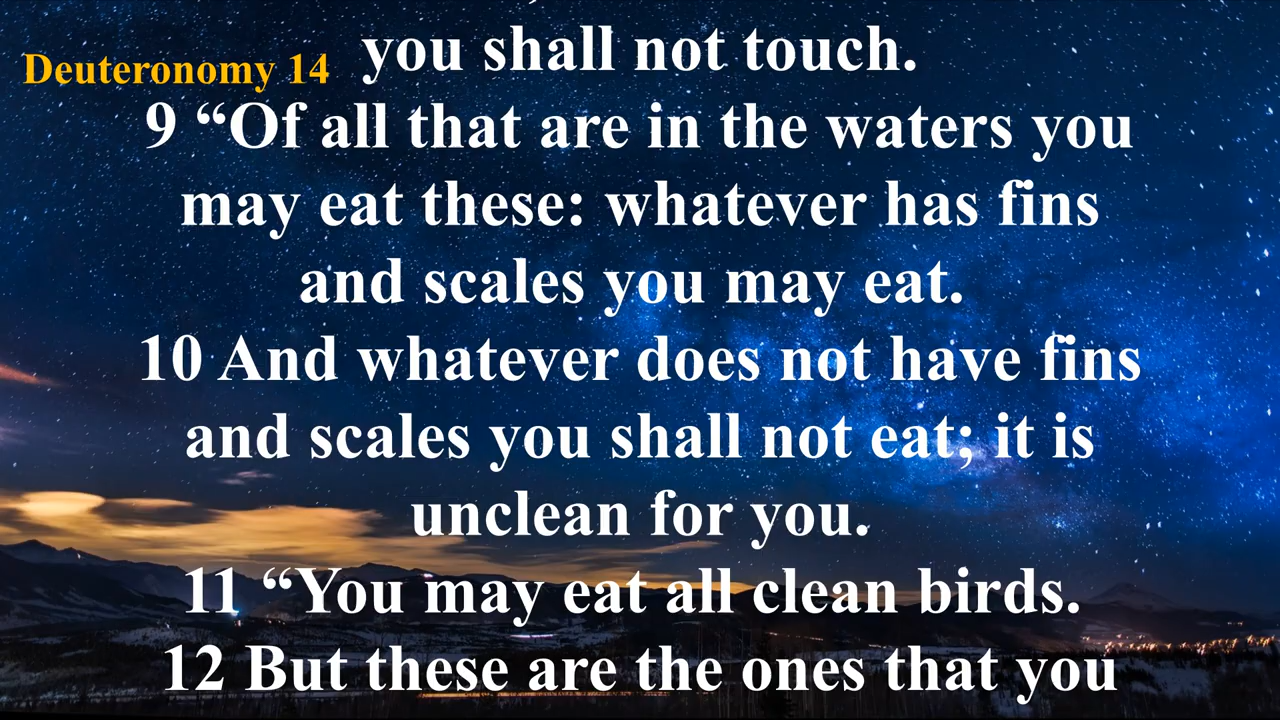 Deuteronomy 14
you shall not touch.
9 “Of all that are in the waters you
may eat these: whatever has fins
and scales you may eat.
10 And whatever does not have fins
and scales you shall not eat; it is
unclean for you.
11 “You may eat all clean birds.
12 But these are the ones that you